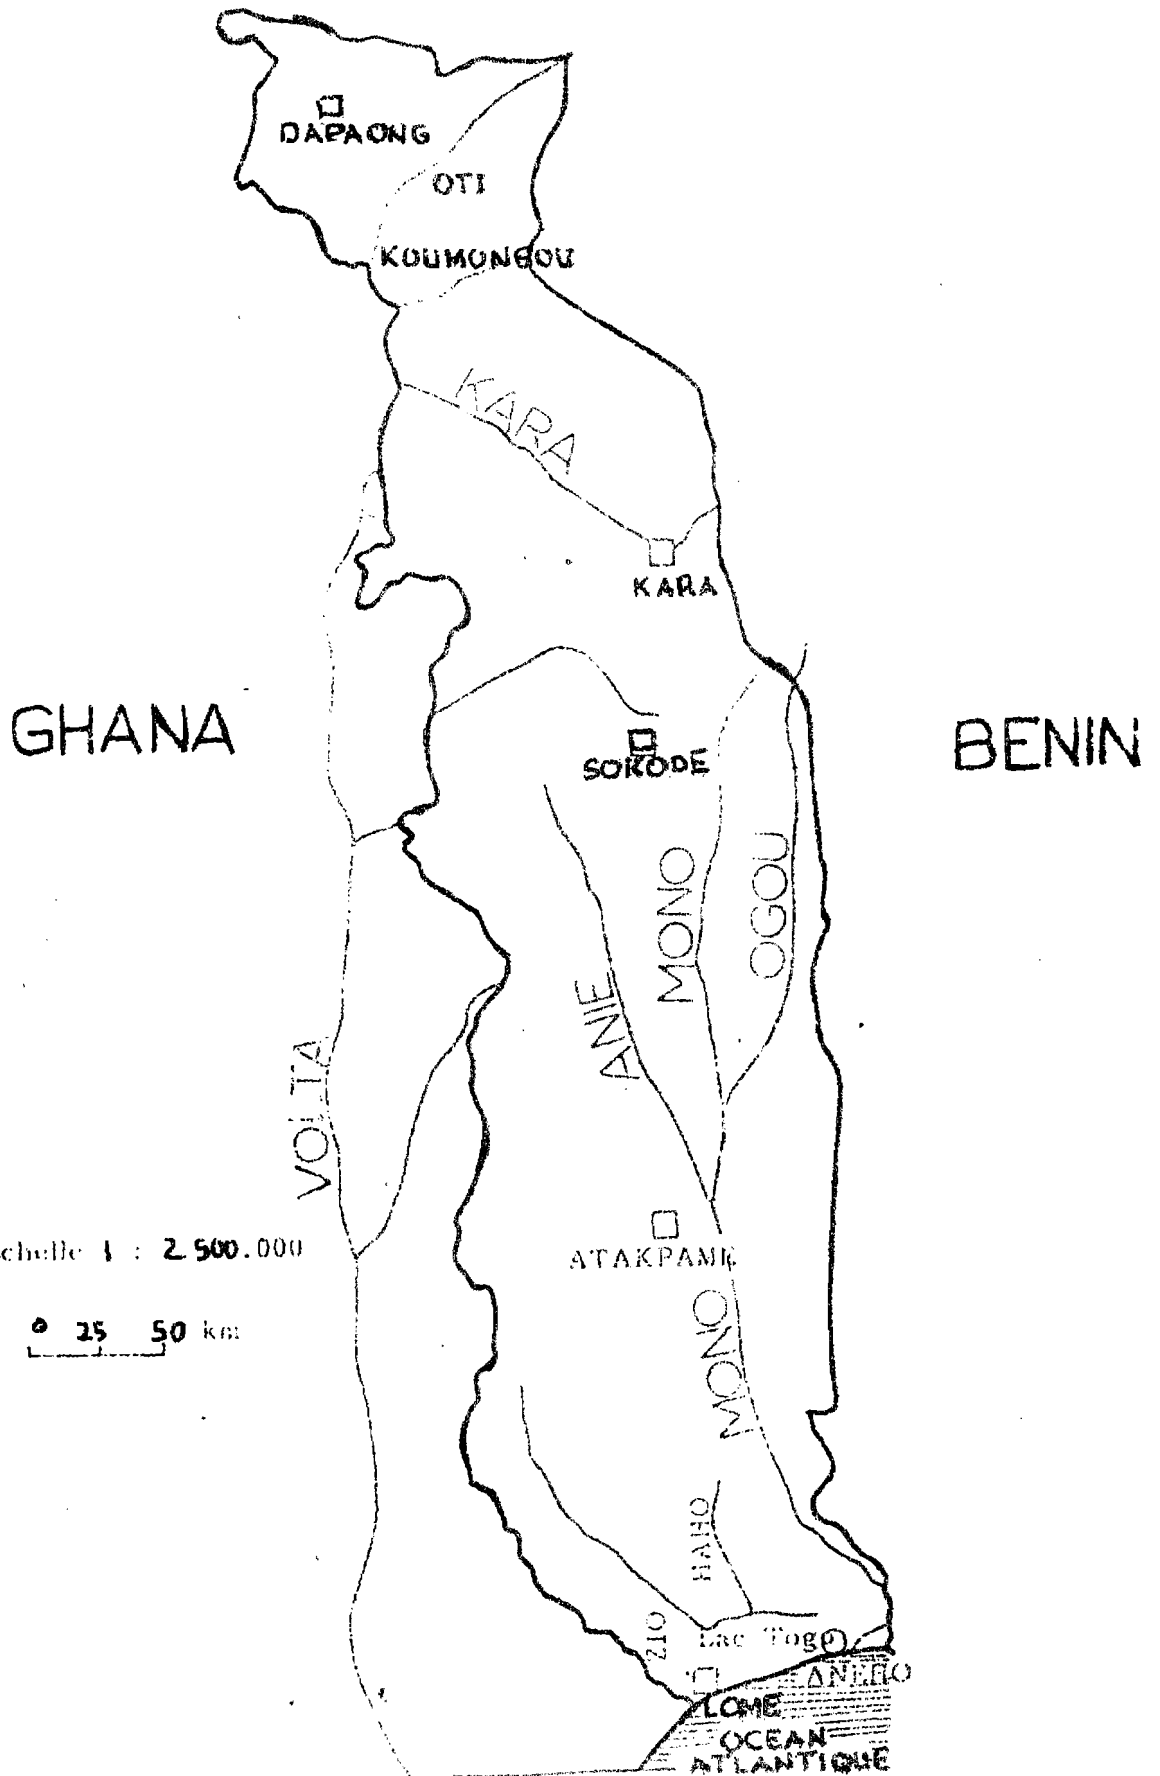 DAPAONG
OTI
KOUMONGOU
KARA
KARA
GHANA
BENIN
SOKODE
MONO
OGOU
ANIE
VOLTA
chelle 1 : 2 500.000
ATAKPAME
0 25 50 km
MONO
HAHO
ZIO
Lac Togo
ANEHO
LOME
OCEAN
ATLANTIQUE